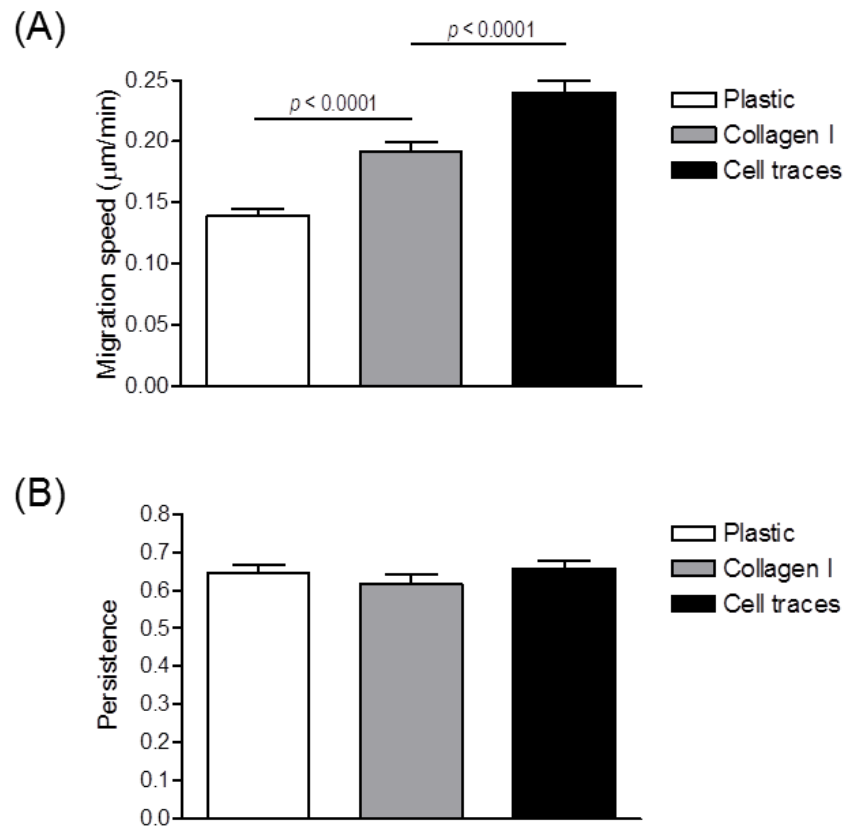 (A)
p < 0.0001
p < 0.0001
Migration speed (μm/min)
0.25
0.20
0.15
0.10
0.05
0.00
Plastic
Collagen I
Cell traces
(B)
Persistence
0.8
0.7
0.6
0.5
0.4
0.3
0.2
0.1
0.0
Plastic
Collagen I
Cell traces